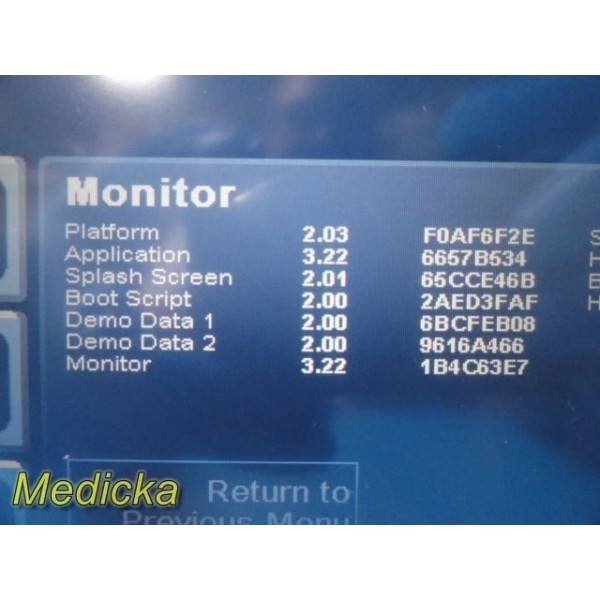 Monitor
Platform 2.03 F0AF6F2E S
Application 3.22 6657B534 H
Splash Screen 2.01 65CCE46B E
Boot Script 2.00 2AED3FAF H
Demo Data 1 2.00 6BCFEB08
Demo Data 2 2.00 9616A466
Monitor 3.22 1B4C63E7
Medicka
Return to
Previous Menu